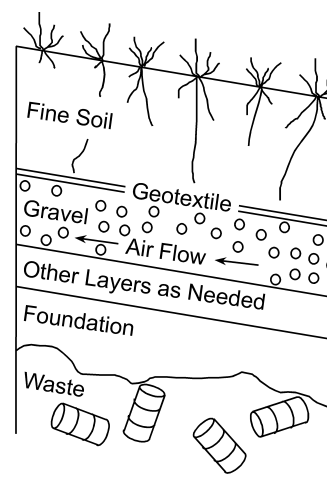 Fine Soil
Geotextile
Gravel
Air Flow
Other Layers as Needed
Foundation
Waste